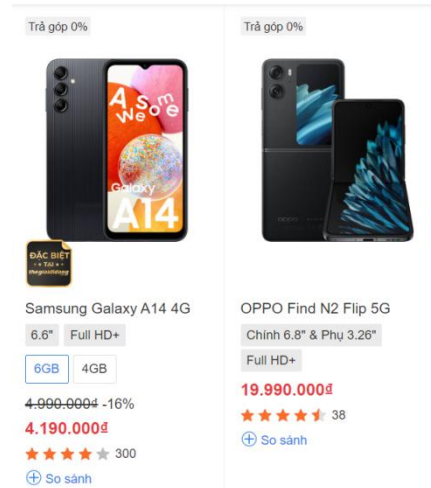 Trả góp 0%
Awesome
Galaxy
A14
ĐẶC BIỆT
TẠI
thegioididong
Samsung Galaxy A14 4G
6.6" Full HD+
6GB 4GB
4.990.000₫ -16%
4.190.000₫
300
So sánh
Trả góp 0%
OPPO
OPPO Find N2 Flip 5G
Chính 6.8" & Phụ 3.26"
Full HD+
19.990.000₫
38
So sánh